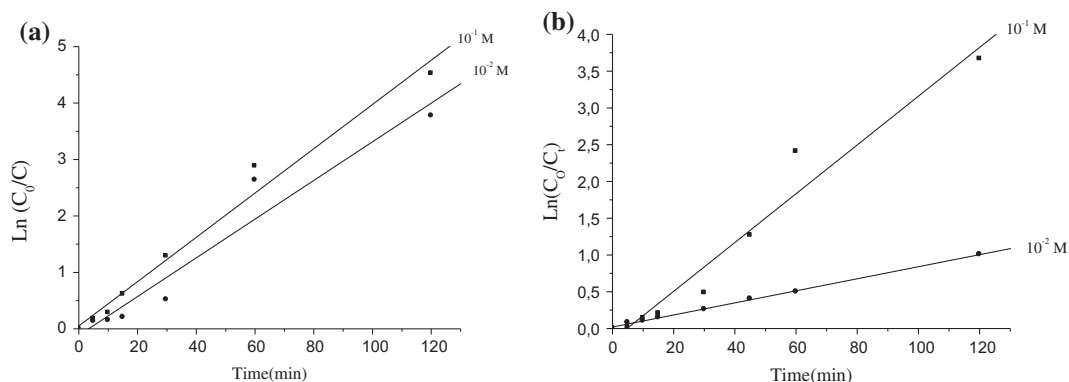 (a)
5
4
3
2
1
0
Ln (C₀/C)
0 20 40 60 80 100 120
Time(min)
10⁻¹ M
10⁻² M
(b)
4,0
3,5
3,0
2,5
2,0
1,5
1,0
0,5
0,0
Ln(C_O/C_t)
0 20 40 60 80 100 120
Time(min)
10⁻¹ M
10⁻² M